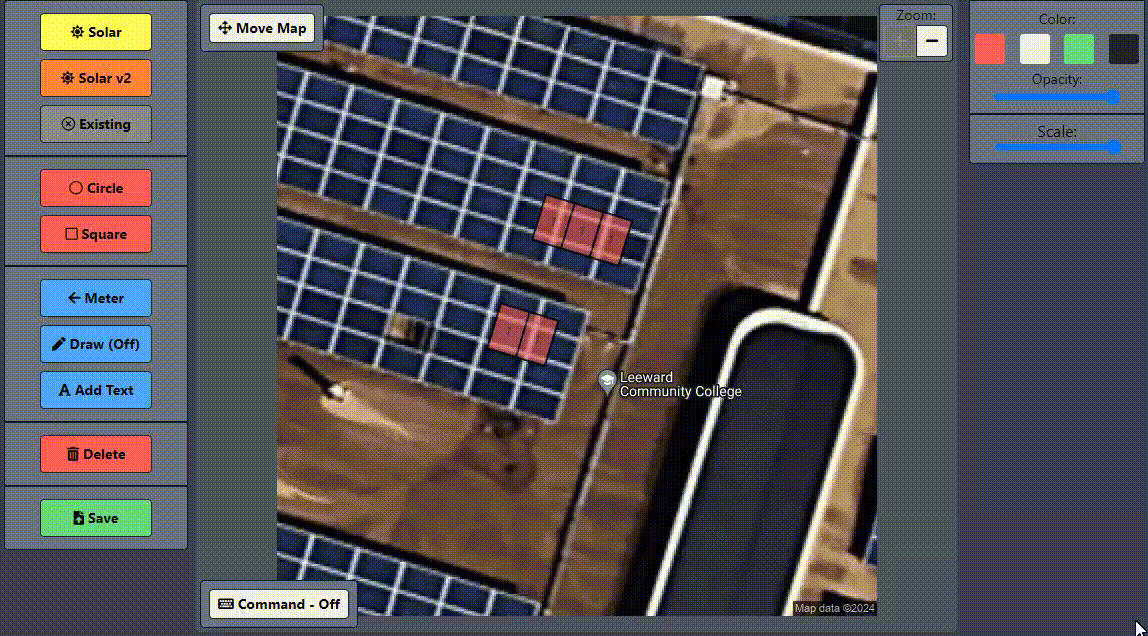 Solar
Solar v2
Existing
Circle
Square
Meter
Draw (Off)
Add Text
Delete
Save
Move Map
Zoom:
Leeward
Community College
Command - Off
Map data ©2024
Color:
Opacity:
Scale: